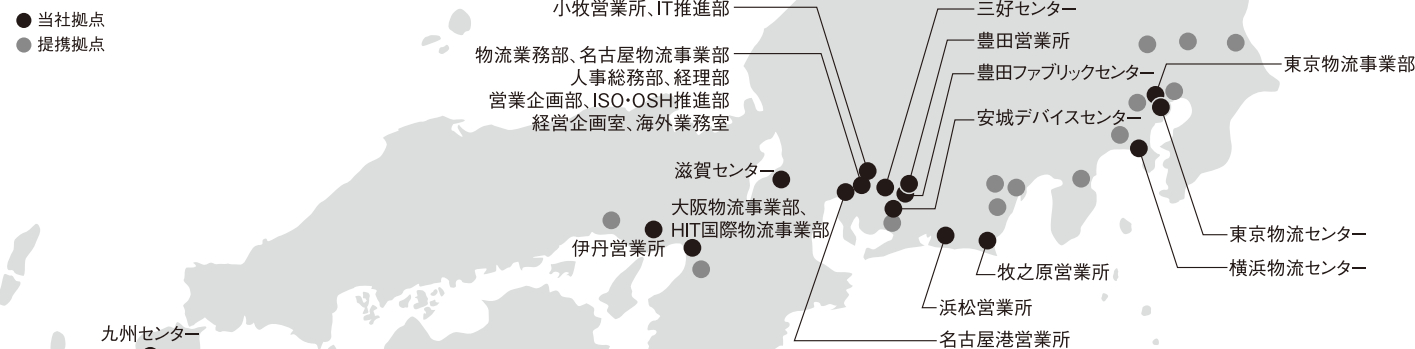 当社拠点
提携拠点
小牧営業所、IT推進部
物流業務部、名古屋物流事業部
人事総務部、経理部
営業企画部、ISO・OSH推進部
経営企画室、海外業務室
滋賀センター
大阪物流事業部、
HIT国際物流事業部
伊丹営業所
九州センター
三好センター
豊田営業所
豊田ファブリックセンター
安城デバイスセンター
東京物流事業部
東京物流センター
横浜物流センター
牧之原営業所
浜松営業所
名古屋港営業所